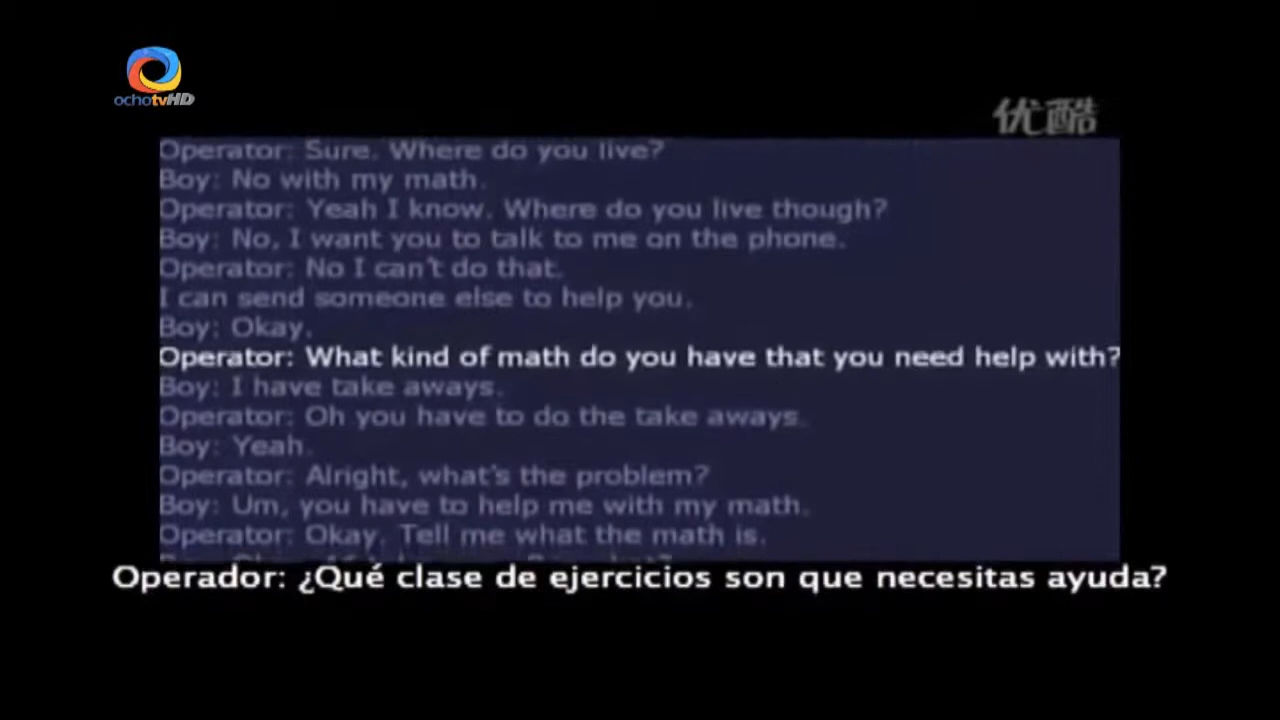 ochotvHD
优酷
Operator: Sure. Where do you live?
Boy: No with my math.
Operator: Yeah I know. Where do you live though?
Boy: No, I want you to talk to me on the phone.
Operator: No I can't do that.
I can send someone else to help you.
Boy: Okay.
Operator: What kind of math do you have that you need help with?
Boy: I have take aways.
Operator: Oh you have to do the take aways.
Boy: Yeah.
Operator: Alright, what's the problem?
Boy: Um, you have to help me with my math.
Operator: Okay. Tell me what the math is.
Operador: ¿Qué clase de ejercicios son que necesitas ayuda?